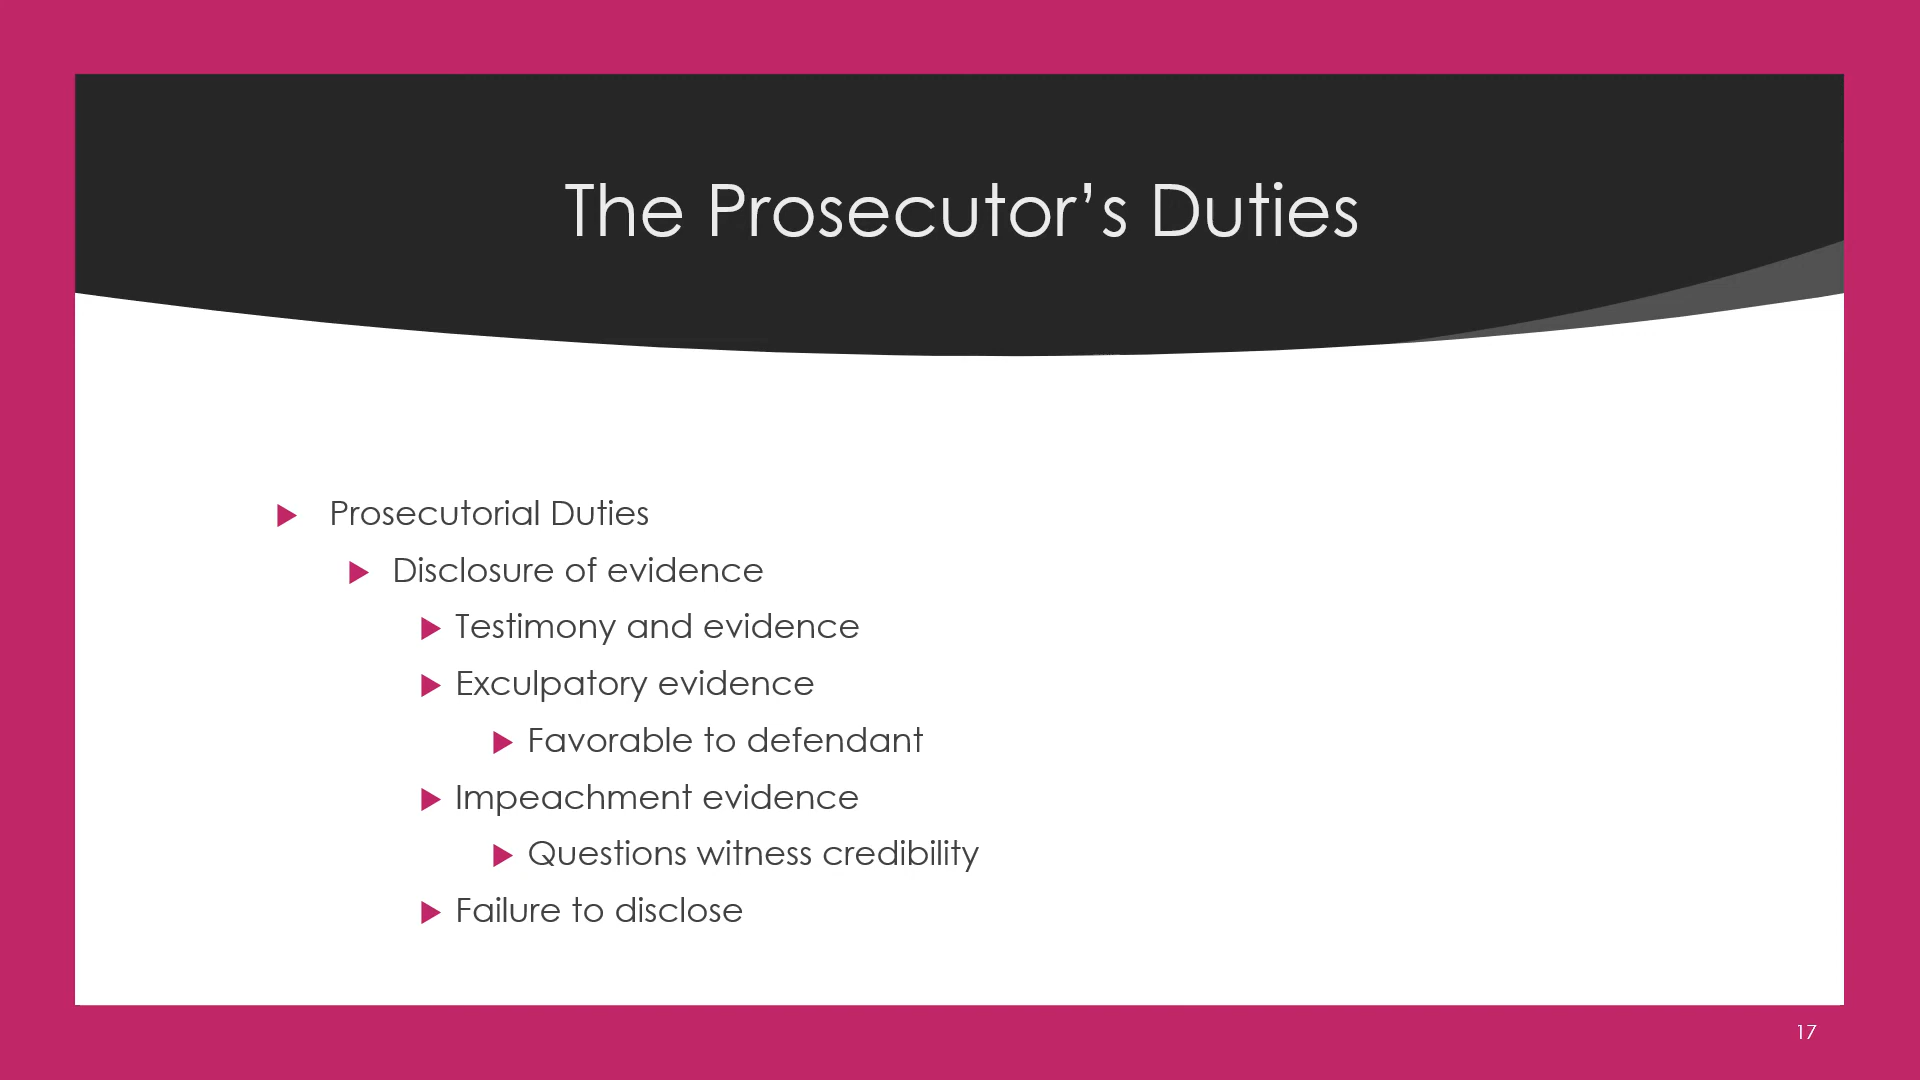 The Prosecutor’s Duties
Prosecutorial Duties
Disclosure of evidence
Testimony and evidence
Exculpatory evidence
Favorable to defendant
Impeachment evidence
Questions witness credibility
Failure to disclose
17